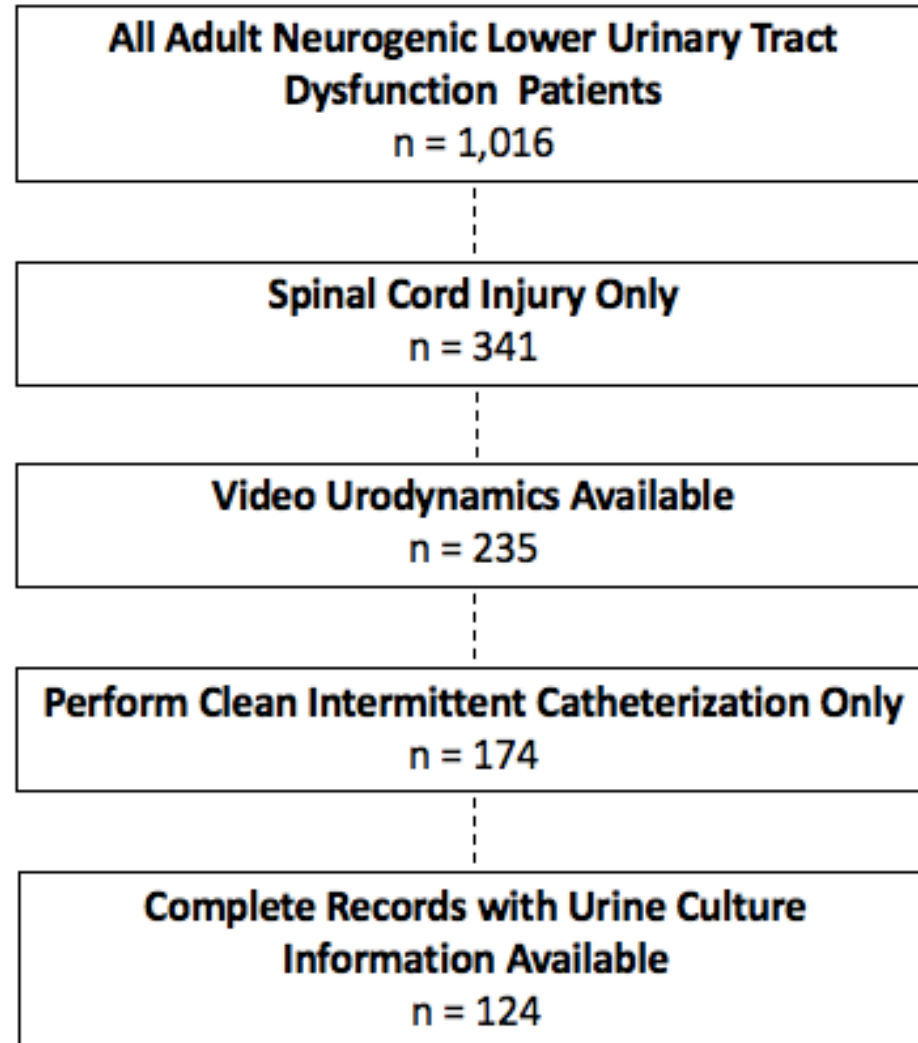 All Adult Neurogenic Lower Urinary Tract
Dysfunction  Patients
n = 1,016
Spinal Cord Injury Only
n = 341
Video Urodynamics Available
n = 235
Perform Clean Intermittent Catheterization Only
n = 174
Complete Records with Urine Culture
Information Available
n = 124